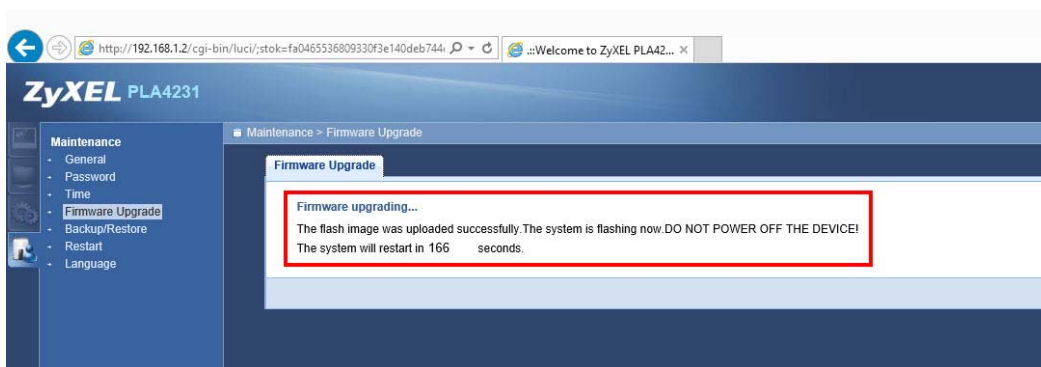 http://192.168.1.2/cgi-bin/luci/;stok=fa0465536809330f3e140deb744
.::Welcome to ZyXEL PLA42...
ZyXEL PLA4231
Maintenance > Firmware Upgrade
Maintenance
General
Password
Time
Firmware Upgrade
Backup/Restore
Restart
Language
Firmware Upgrade
Firmware upgrading...
The flash image was uploaded successfully.The system is flashing now.DO NOT POWER OFF THE DEVICE!
The system will restart in 166 seconds.